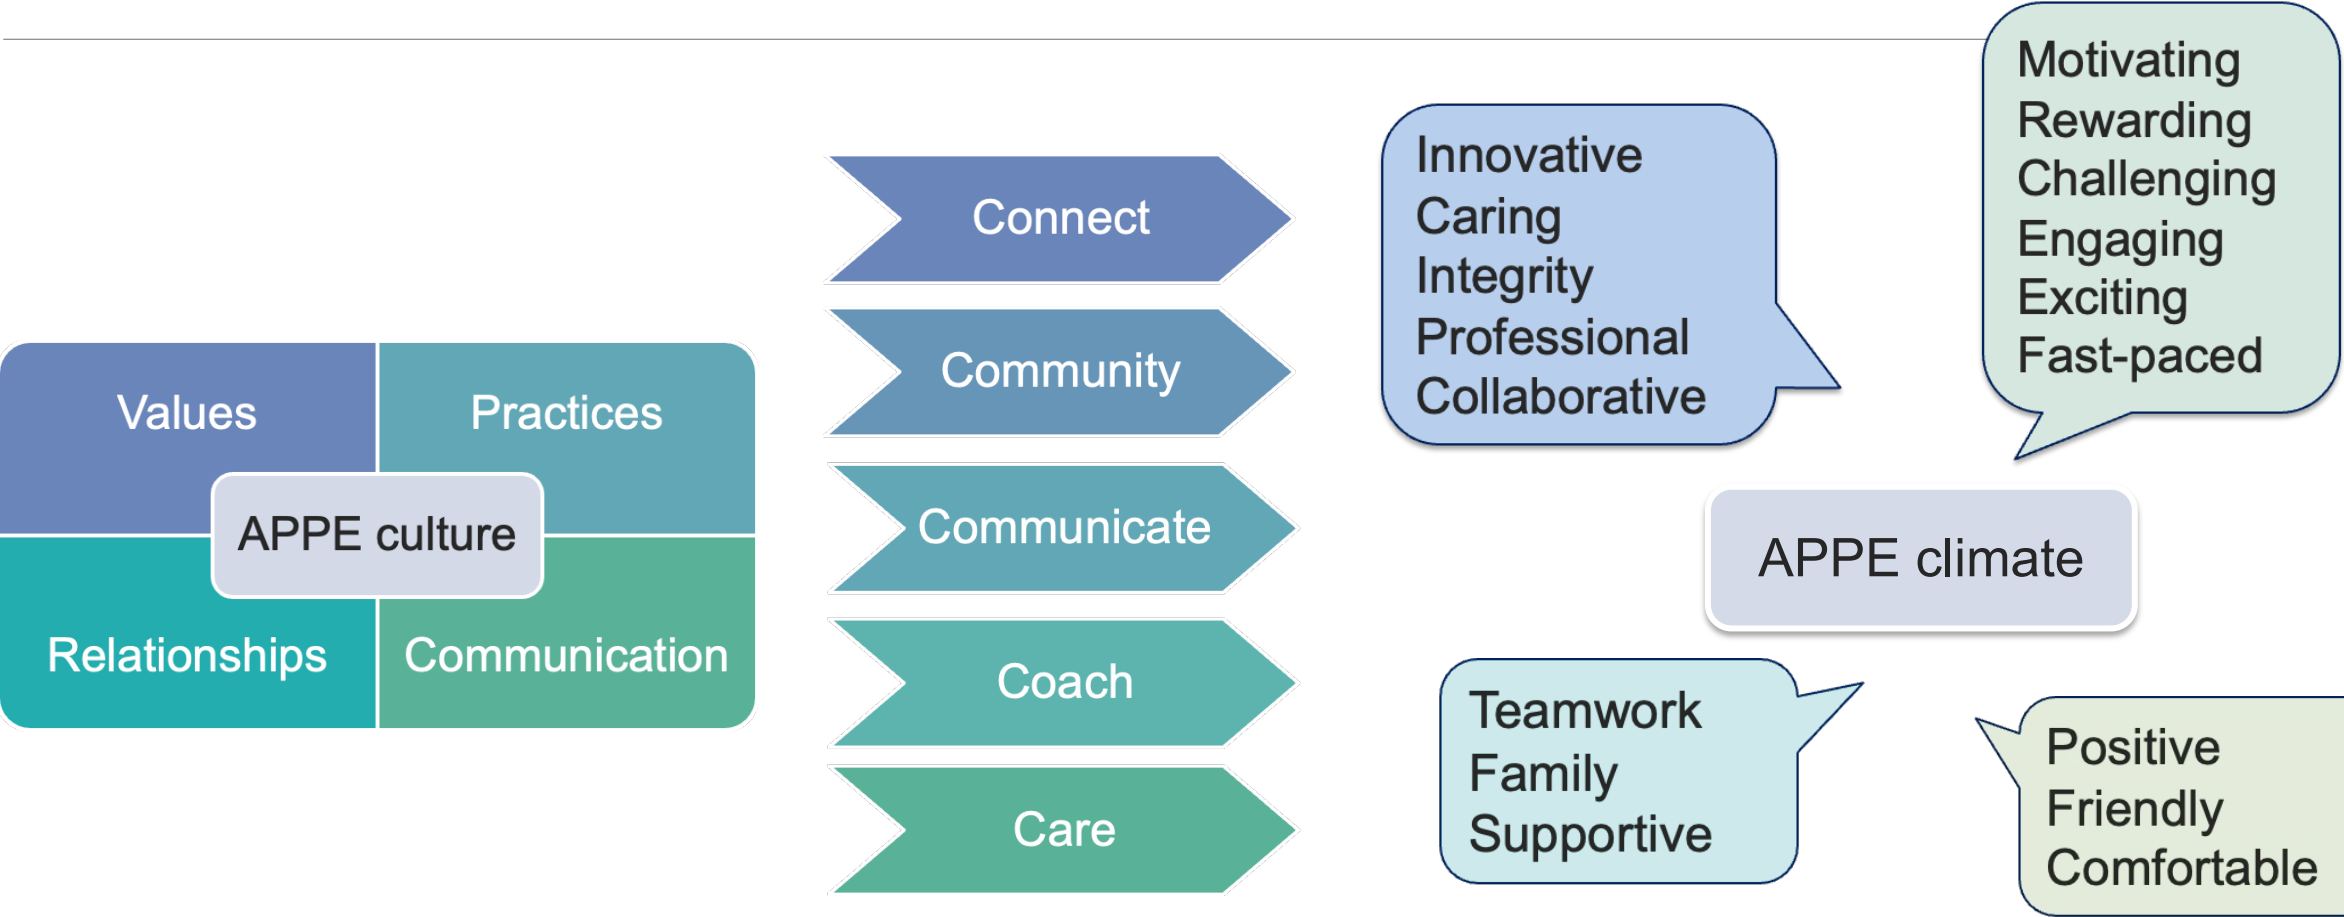 Values
Practices
APPE culture
Relationships
Communication
Connect
Community
Communicate
Coach
Care
Innovative
Caring
Integrity
Professional
Collaborative
Motivating
Rewarding
Challenging
Engaging
Exciting
Fast-paced
APPE climate
Teamwork
Family
Supportive
Positive
Friendly
Comfortable